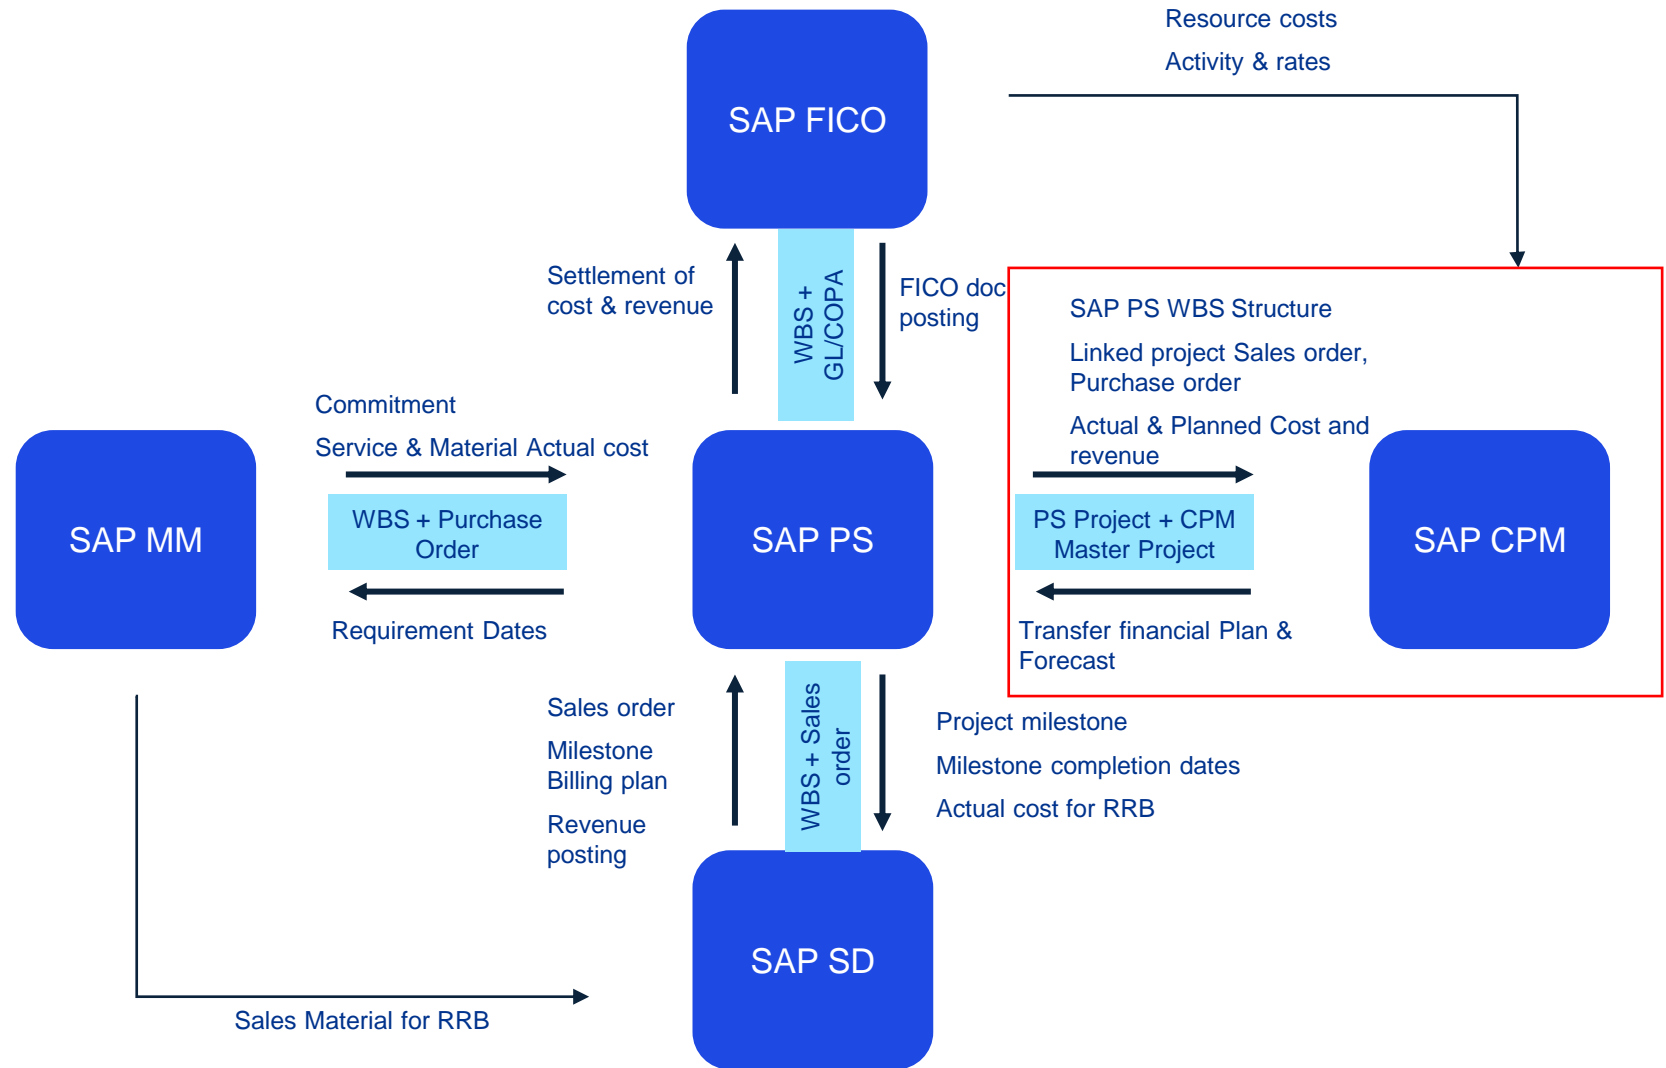 Resource costs
Activity & rates
SAP FICO
Settlement of
cost & revenue
WBS +
GL/COPA
FICO doc
posting
SAP PS WBS Structure
Linked project Sales order,
Purchase order
Actual & Planned Cost and
revenue
Commitment
Service & Material Actual cost
SAP MM
WBS + Purchase
Order
SAP PS
PS Project + CPM
Master Project
SAP CPM
Requirement Dates
Transfer financial Plan &
Forecast
Sales order
Milestone
Billing plan
Revenue
posting
WBS + Sales
order
Project milestone
Milestone completion dates
Actual cost for RRB
SAP SD
Sales Material for RRB